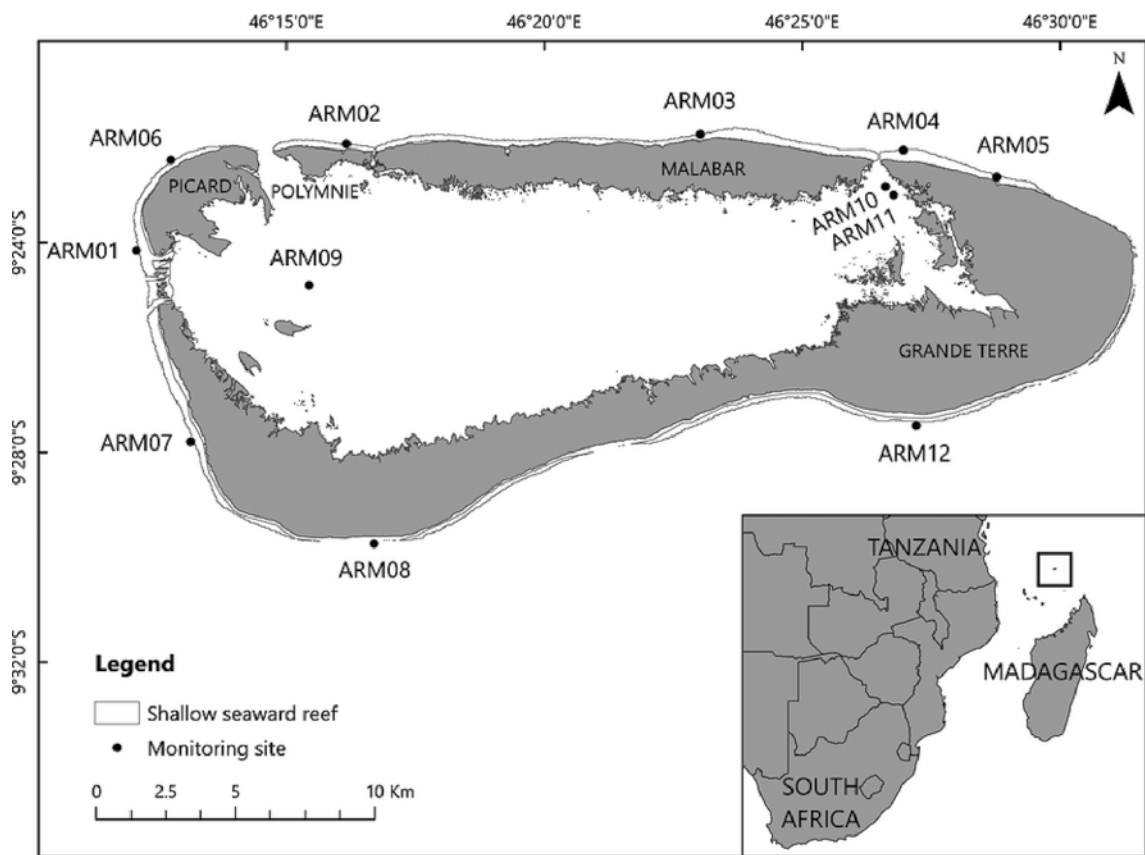 46°15'0"E
46°20'0"E
46°25'0"E
46°30'0"E
N
ARM03
ARM02
ARM04
ARM06
ARM05
MALABAR
PICARD
POLYMNIE
ARM10
ARM11
9°24'0"S
ARM01
ARM09
GRANDE TERRE
ARM07
9°28'0"S
ARM12
ARM08
TANZANIA
9°32'0"S
MADAGASCAR
Legend
Shallow seaward reef
Monitoring site
0 2.5 5 10 Km
SOUTH
AFRICA